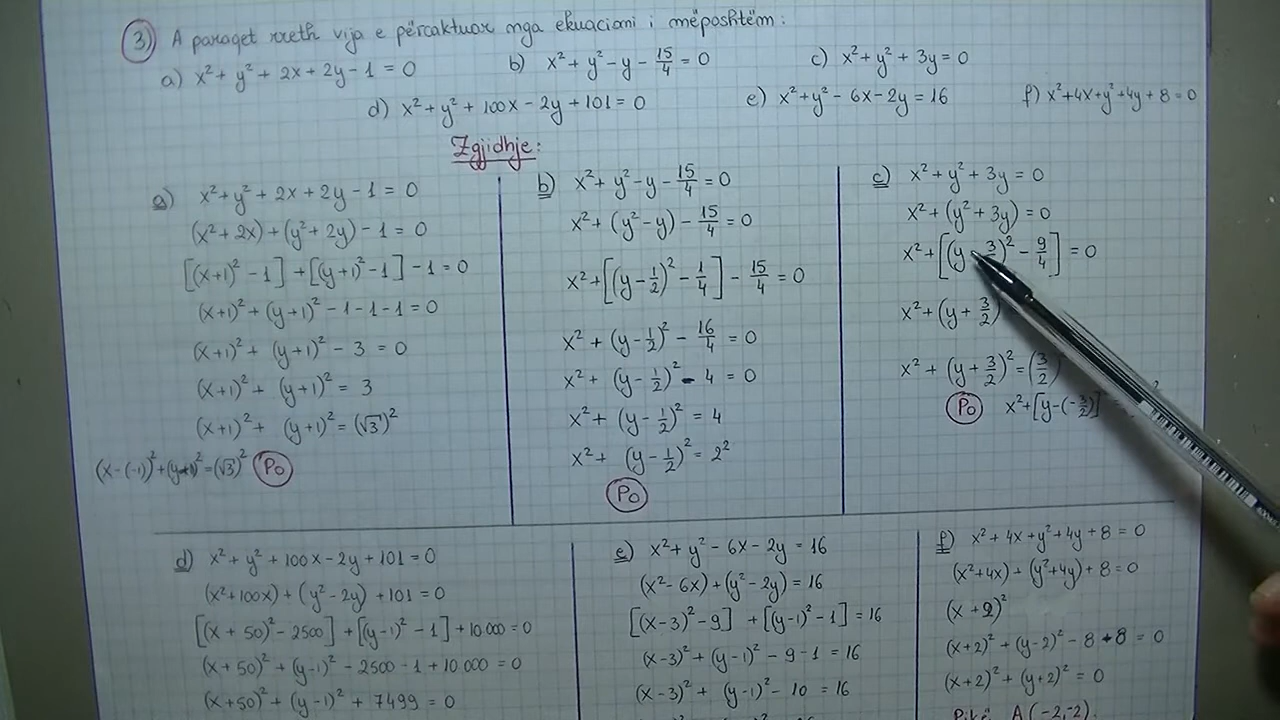 3) A paraqet rreth vija e përcaktuar nga ekuacioni i mëposhtëm:
a) x² + y² + 2x + 2y - 1 = 0
b) x² + y² - y - 15/4 = 0
c) x² + y² + 3y = 0
d) x² + y² + 100x - 2y + 101 = 0
e) x² + y² - 6x - 2y = 16
f) x² + 4x + y² + 4y + 8 = 0
Zgjidhje:
a) x² + y² + 2x + 2y - 1 = 0
(x² + 2x) + (y² + 2y) - 1 = 0
[(x+1)² - 1] + [(y+1)² - 1] - 1 = 0
(x+1)² + (y+1)² - 1 - 1 - 1 = 0
(x+1)² + (y+1)² - 3 = 0
(x+1)² + (y+1)² = 3
(x+1)² + (y+1)² = (√3)²
(x-(-1))² + (y+1)² = (√3)² Po
b) x² + y² - y - 15/4 = 0
x² + (y² - y) - 15/4 = 0
x² + [(y - 1/2)² - 1/4] - 15/4 = 0
x² + (y - 1/2)² - 16/4 = 0
x² + (y - 1/2)² - 4 = 0
x² + (y - 1/2)² = 4
x² + (y - 1/2)² = 2²
Po
c) x² + y² + 3y = 0
x² + (y² + 3y) = 0
x² + [(y 3/2)² - 9/4] = 0
x² + (y + 3/2)
x² + (y + 3/2)² = (3/2)
Po x² + [y - (-3/2)] = ²
d) x² + y² + 100x - 2y + 101 = 0
(x² + 100x) + (y² - 2y) + 101 = 0
[(x + 50)² - 2500] + [(y-1)² - 1] + 10.000 = 0
(x + 50)² + (y-1)² - 2500 - 1 + 10.000 = 0
(x + 50)² + (y-1)² + 7499 = 0
e) x² + y² - 6x - 2y = 16
(x² - 6x) + (y² - 2y) = 16
[(x-3)² - 9] + [(y-1)² - 1] = 16
(x-3)² + (y-1)² - 9 - 1 = 16
(x-3)² + (y-1)² - 10 = 16
f) x² + 4x + y² + 4y + 8 = 0
(x² + 4x) + (y² + 4y) + 8 = 0
(x + 2)²
(x+2)² + (y-2)² - 8 + 8 = 0
(x+2)² + (y+2)² = 0
Pikë A(-2,-2).